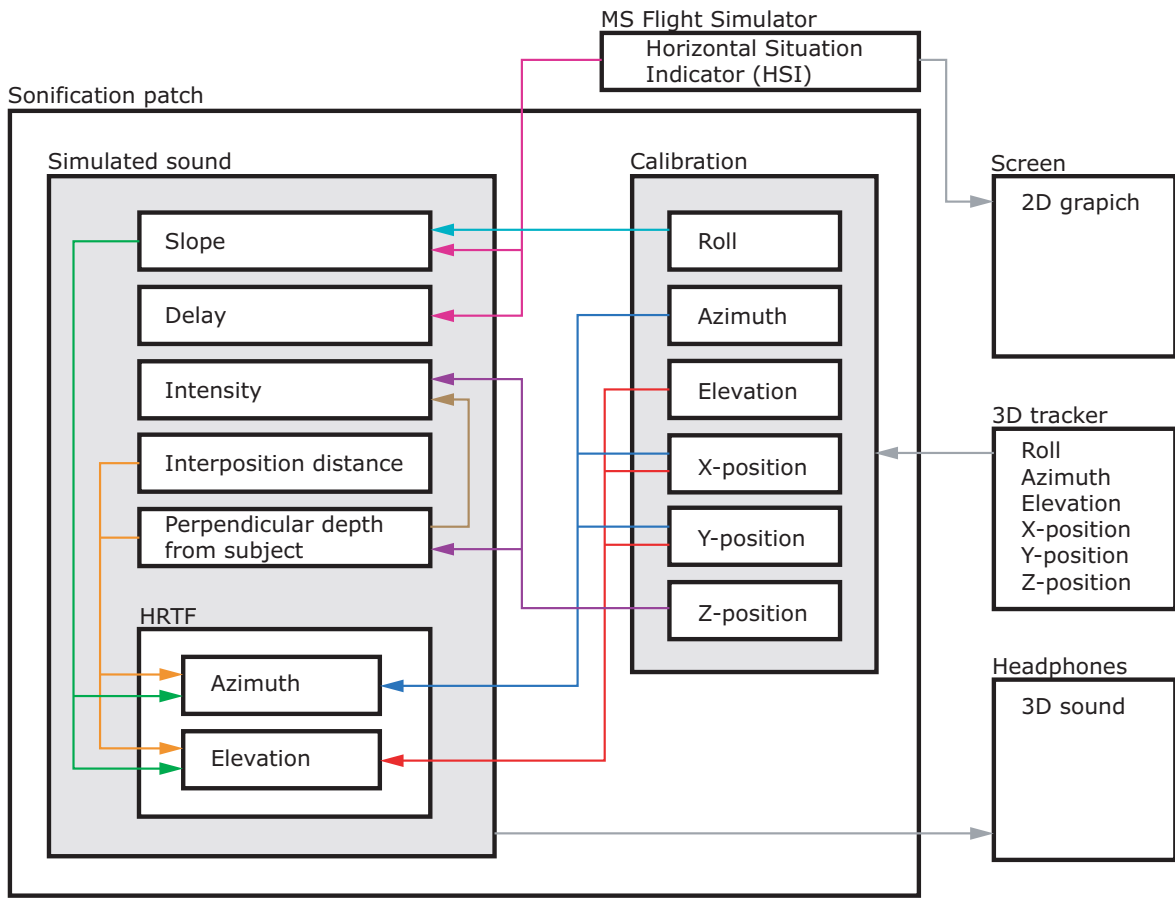 MS Flight Simulator
Horizontal Situation
Indicator (HSI)
Sonification patch
Simulated sound
Slope
Delay
Intensity
Interposition distance
Perpendicular depth
from subject
HRTF
Azimuth
Elevation
Calibration
Roll
Azimuth
Elevation
X-position
Y-position
Z-position
Screen
2D grapich
3D tracker
Roll
Azimuth
Elevation
X-position
Y-position
Z-position
Headphones
3D sound